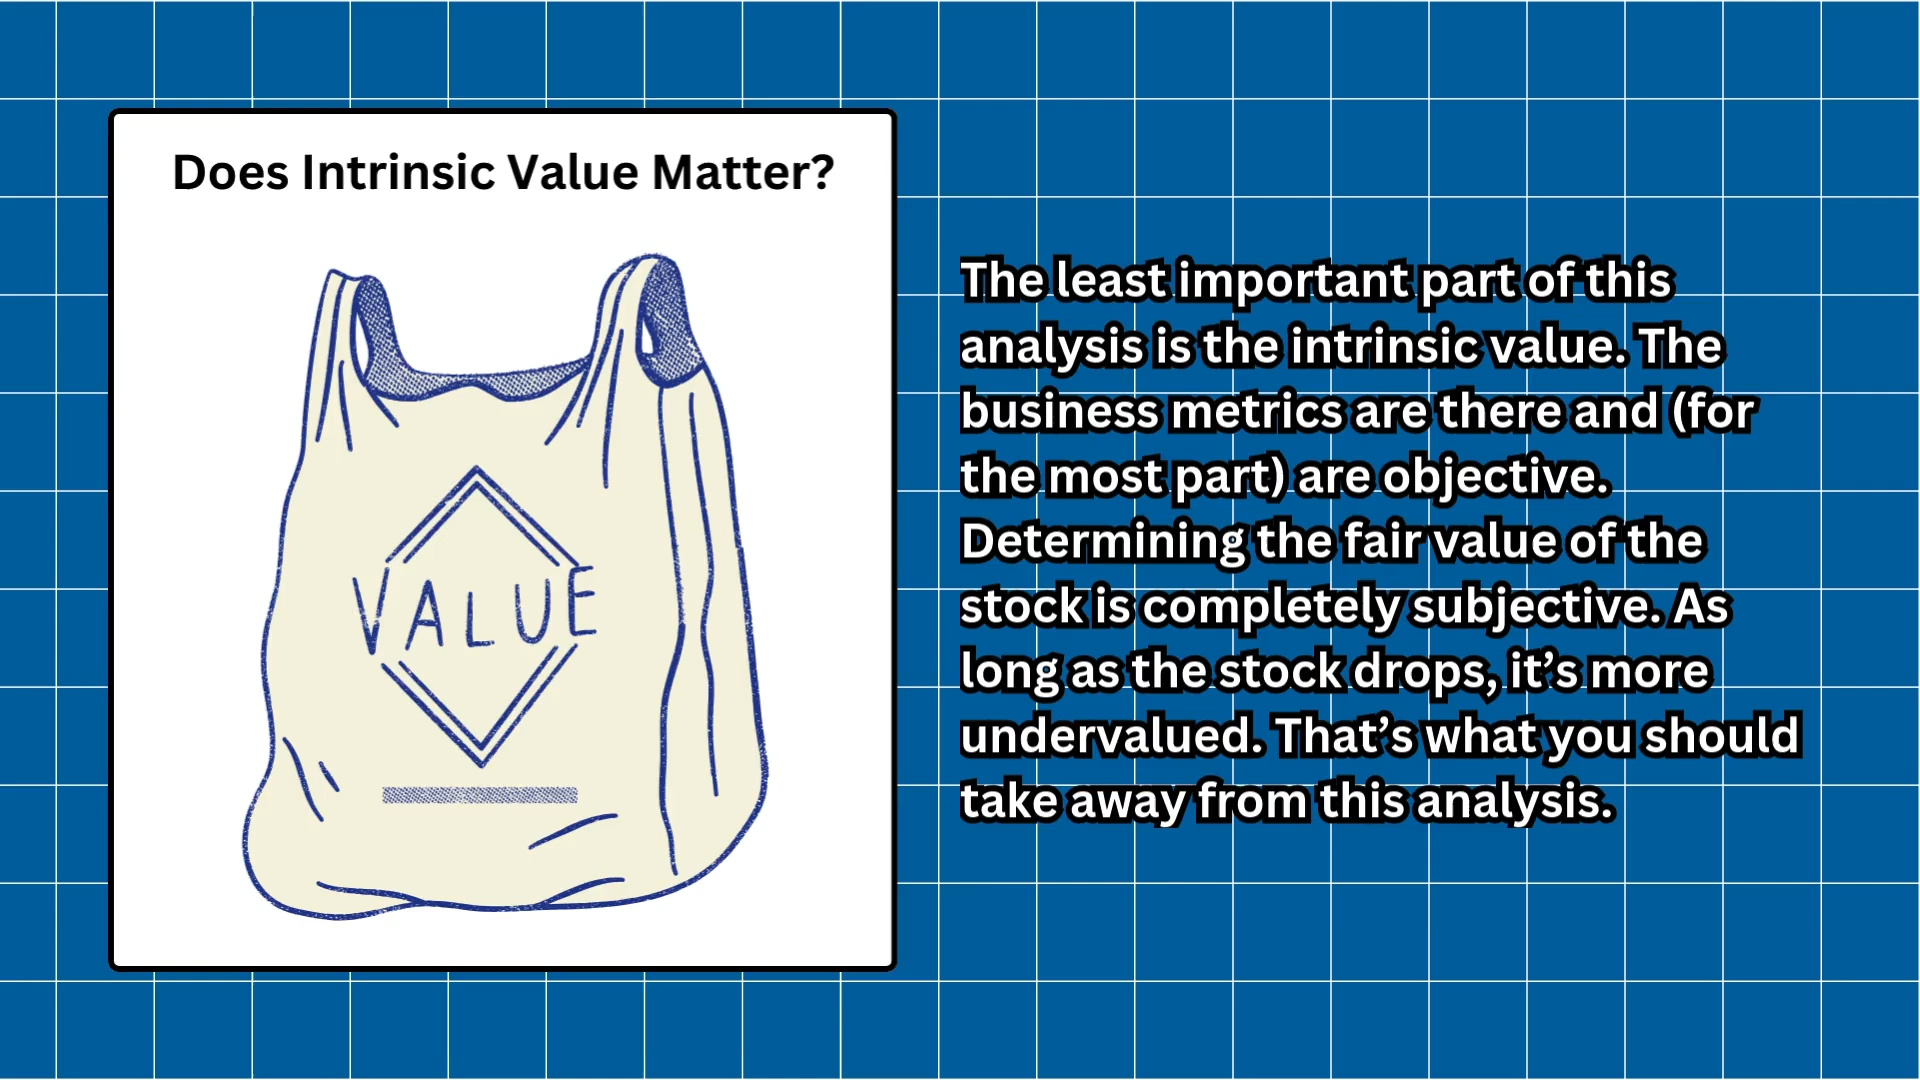 Does Intrinsic Value Matter?
VALUE
The least important part of this
analysis is the intrinsic value. The
business metrics are there and (for
the most part) are objective.
Determining the fair value of the
stock is completely subjective. As
long as the stock drops, it’s more
undervalued. That’s what you should
take away from this analysis.